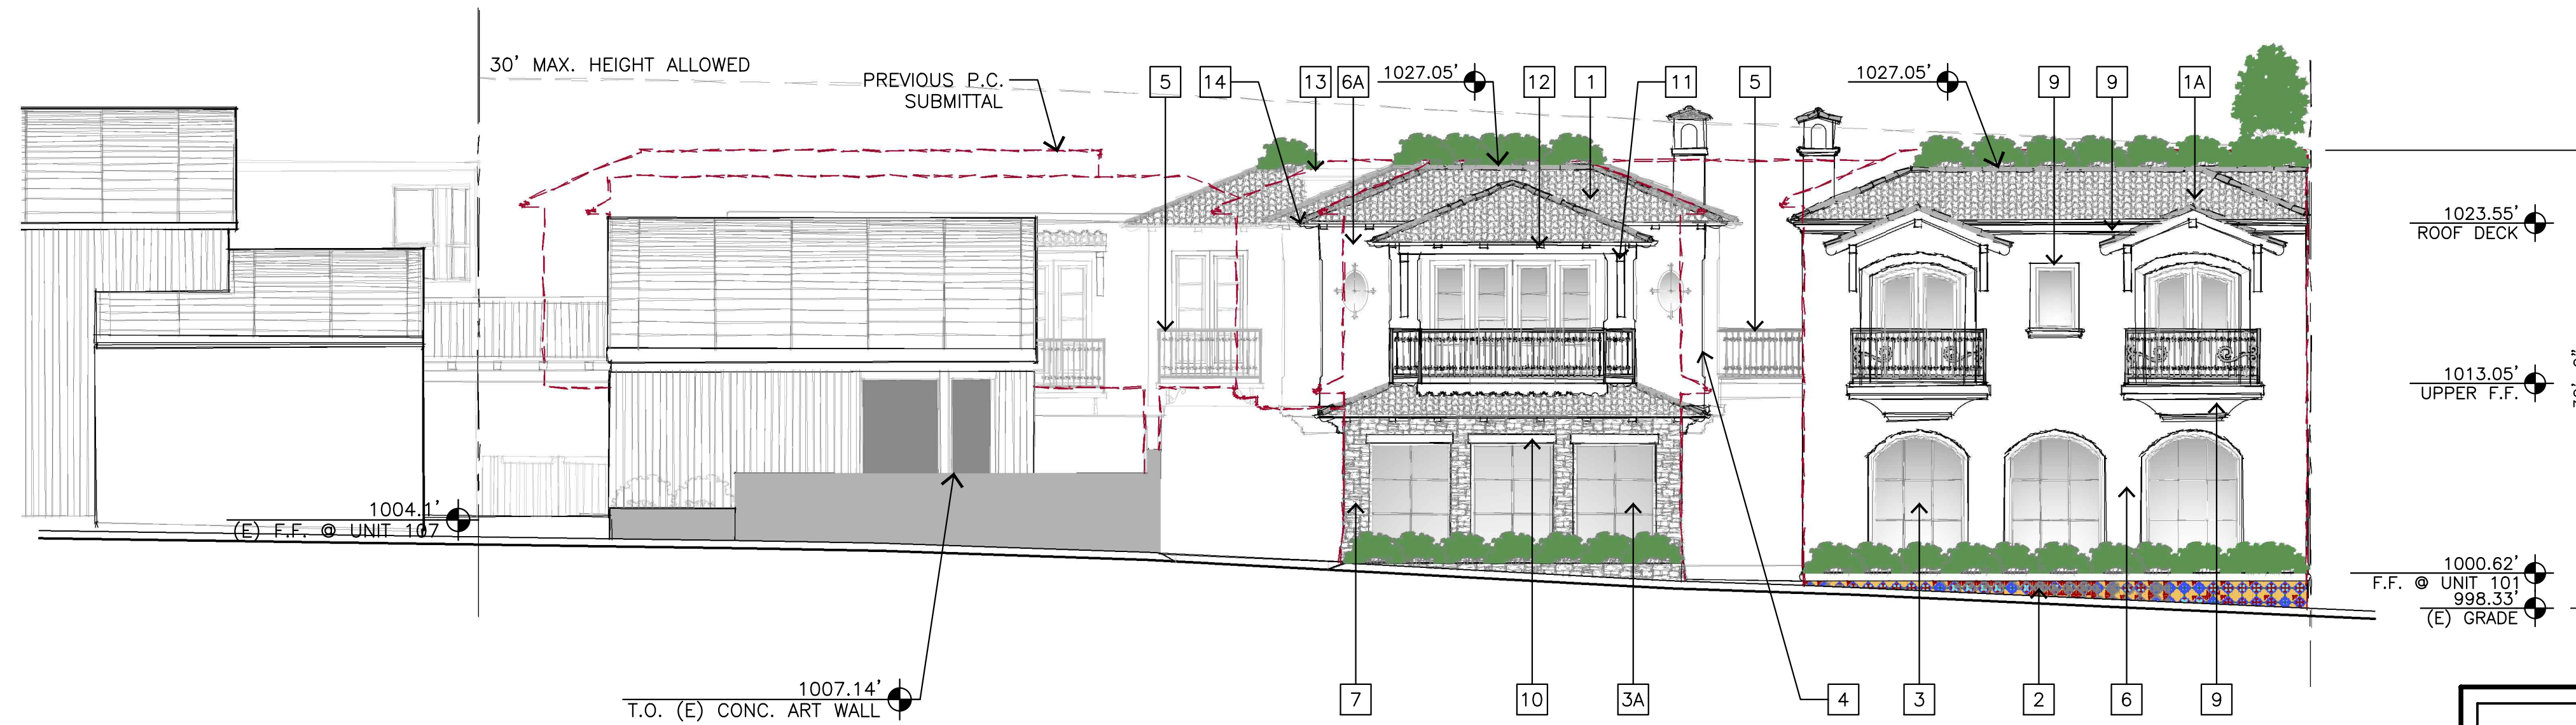 30' MAX. HEIGHT ALLOWED
PREVIOUS P.C.
SUBMITTAL
5
14
13
6A
1027.05'
12
1
11
5
1027.05'
9
9
1A
1023.55'
ROOF DECK
1013.05'
UPPER F.F.
1004.1'
(E) F.F. @ UNIT 107
1000.62'
F.F. @ UNIT 101
998.33'
(E) GRADE
1007.14'
T.O. (E) CONC. ART WALL
7
10
3A
4
3
2
6
9